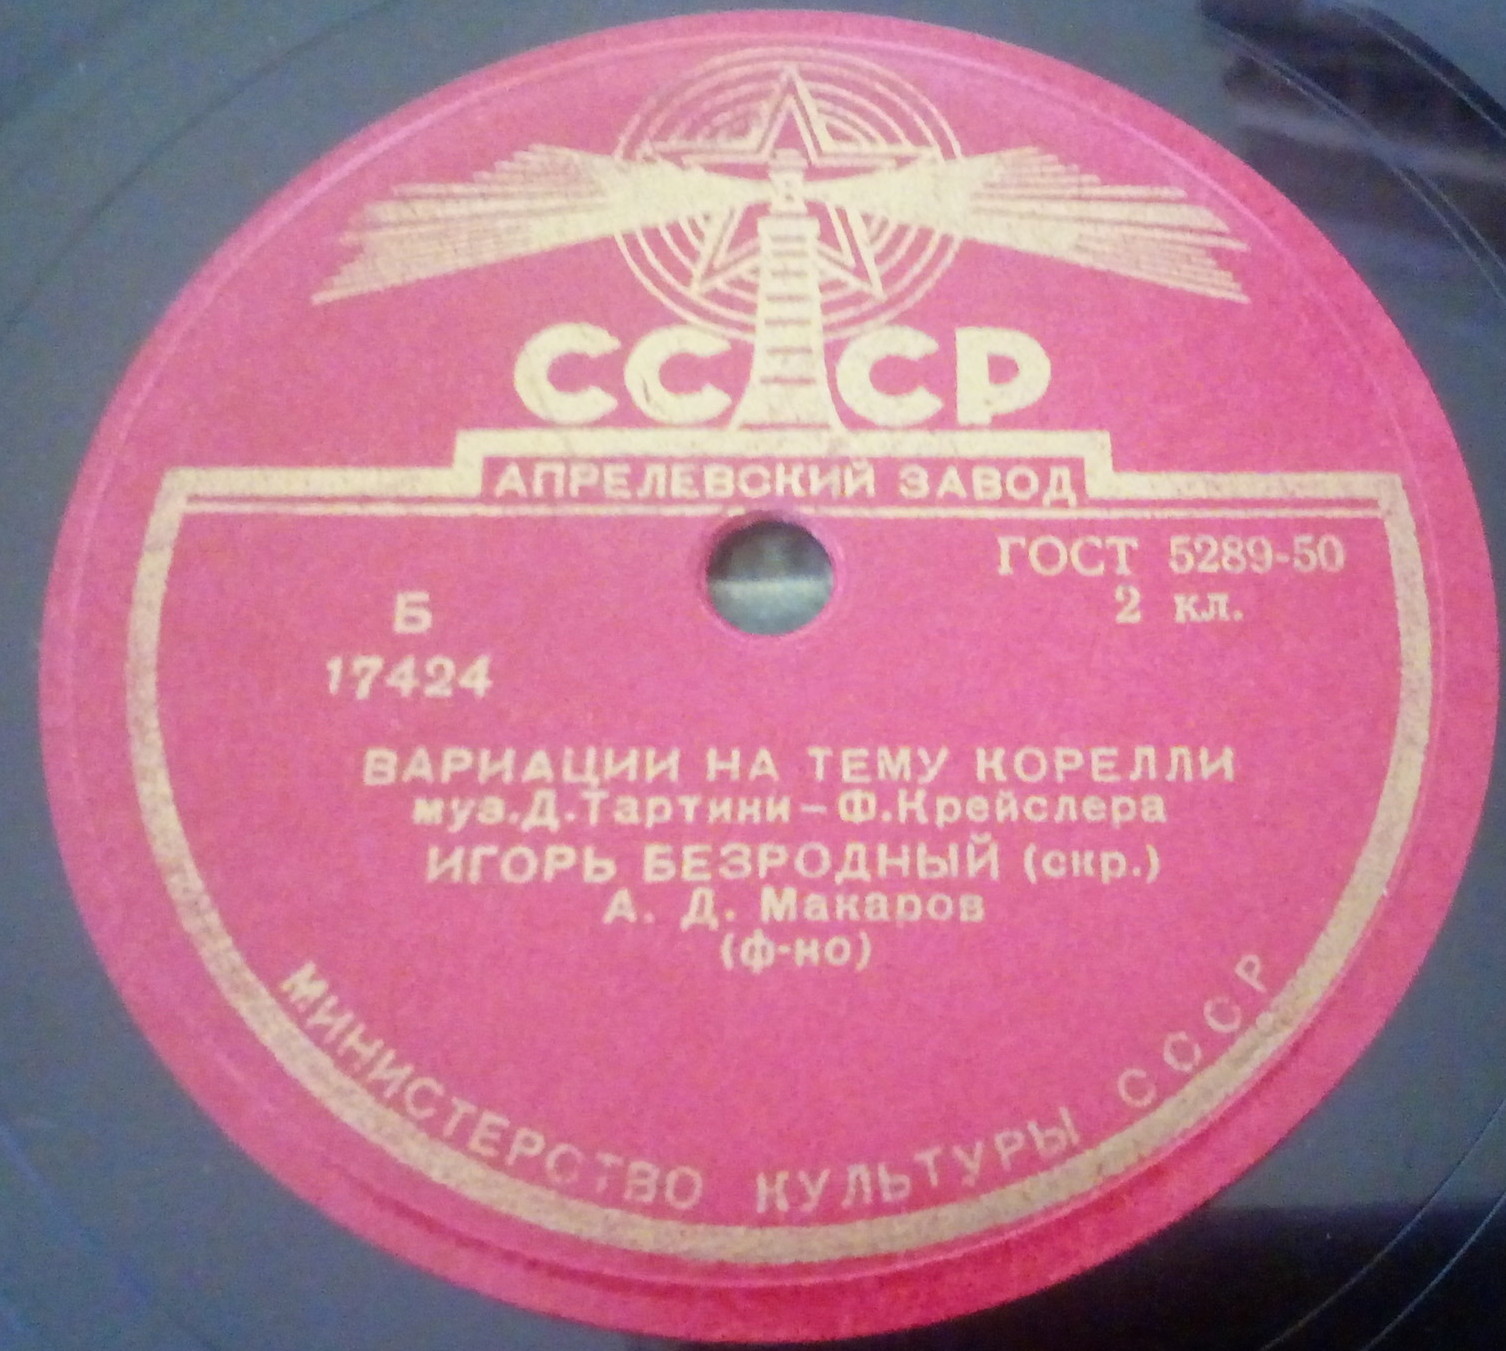 СССР
АПРЕЛЕВСКИЙ ЗАВОД
ГОСТ 5289-50
2 кл.
Б
17424
ВАРИАЦИИ НА ТЕМУ КОРЕЛЛИ
муз.Д.Тартини–Ф.Крейслера
ИГОРЬ БЕЗРОДНЫЙ (скр.)
А. Д. Макаров
(ф-но)
МИНИСТЕРСТВО КУЛЬТУРЫ СССР